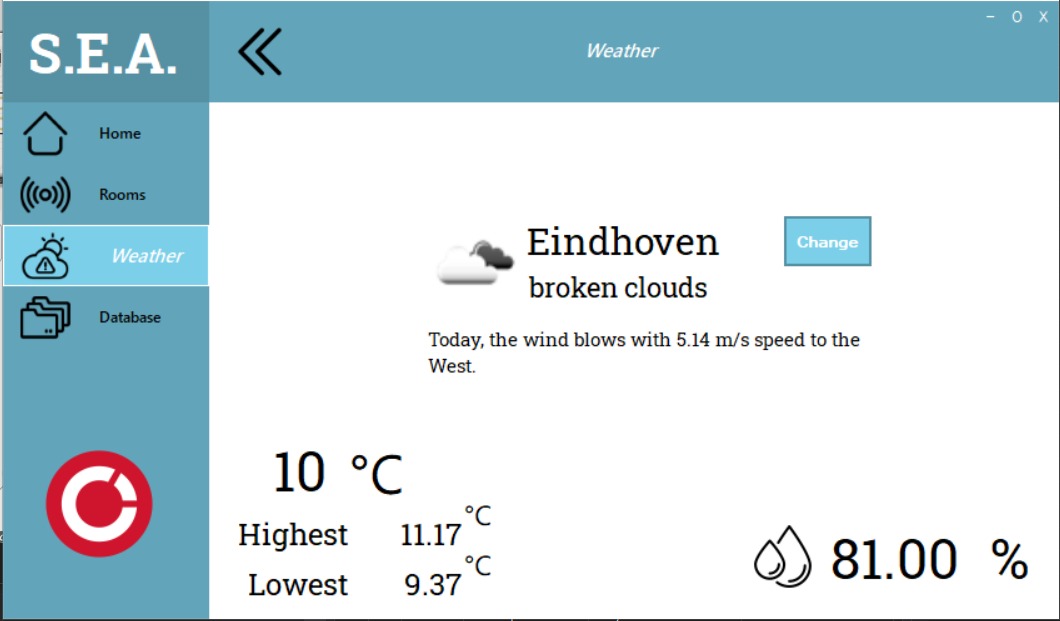 – O X
S.E.A.
Weather
Home
Rooms
Weather
Database
Eindhoven
Change
broken clouds
Today, the wind blows with 5.14 m/s speed to the
West.
10 °C
Highest 11.17 °C
Lowest 9.37 °C
81.00 %